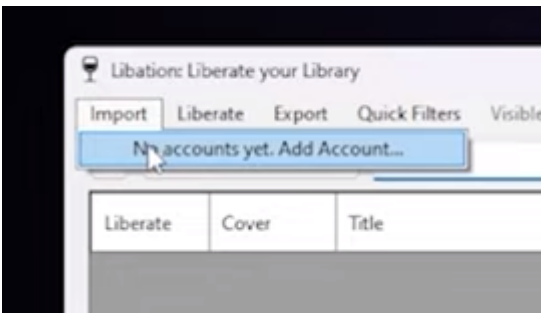 Libation: Liberate your Library
Import Liberate Export Quick Filters Visible
No accounts yet. Add Account...
Liberate Cover Title